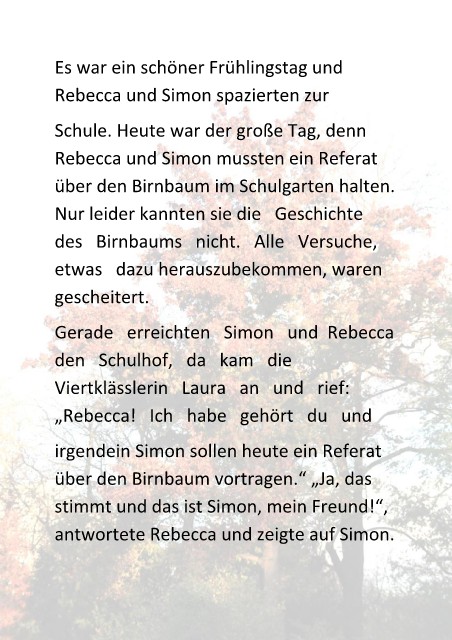 Es war ein schöner Frühlingstag und
Rebecca und Simon spazierten zur
Schule. Heute war der große Tag, denn
Rebecca und Simon mussten ein Referat
über den Birnbaum im Schulgarten halten.
Nur leider kannten sie die Geschichte
des Birnbaums nicht. Alle Versuche,
etwas dazu herauszubekommen, waren
gescheitert.
Gerade erreichten Simon und Rebecca
den Schulhof, da kam die
Viertklässlerin Laura an und rief:
„Rebecca! Ich habe gehört du und
irgendein Simon sollen heute ein Referat
über den Birnbaum vortragen.“ „Ja, das
stimmt und das ist Simon, mein Freund!“,
antwortete Rebecca und zeigte auf Simon.